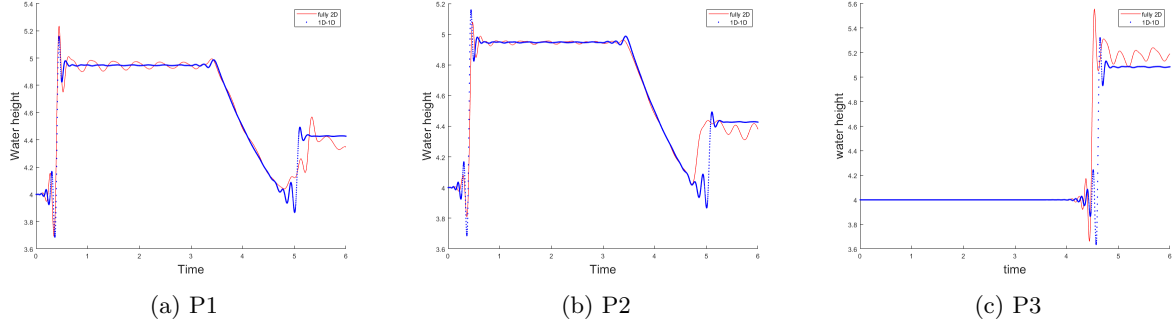 5.4
5.2
5
4.8
4.6
4.4
4.2
4
3.8
3.6
0 1 2 3 4 5 6
Water height
Time
fully 2D
1D-1D
(a) P1
5.2
5
4.8
4.6
4.4
4.2
4
3.8
3.6
0 1 2 3 4 5 6
Water height
Time
fully 2D
1D-1D
(b) P2
5.6
5.4
5.2
5
4.8
4.6
4.4
4.2
4
3.8
3.6
0 1 2 3 4 5 6
water height
time
fully 2D
1D-1D
(c) P3